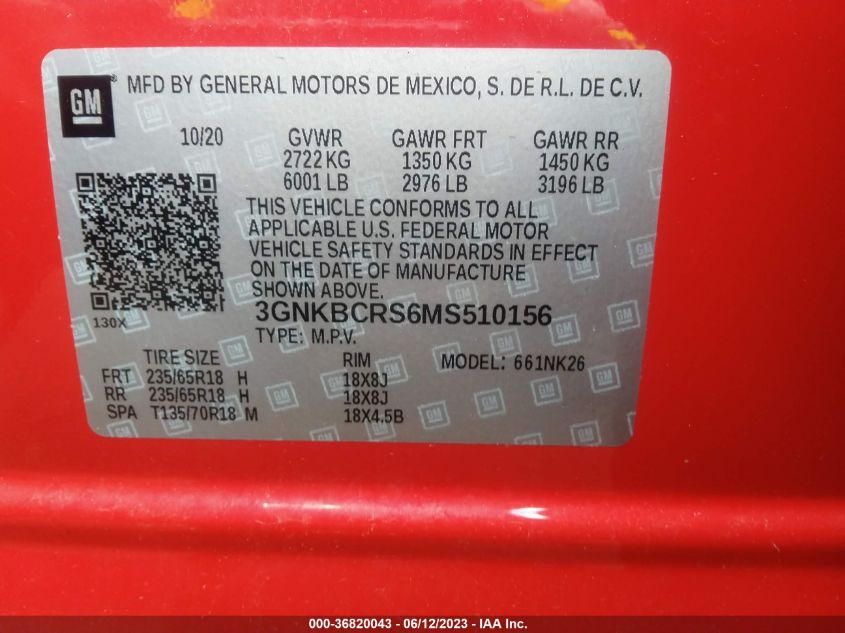 GM ® MFD BY GENERAL MOTORS DE MEXICO, S. DE R.L. DE C.V.
10/20 GVWR GAWR FRT GAWR RR
2722 KG 1350 KG 1450 KG
6001 LB 2976 LB 3196 LB
THIS VEHICLE CONFORMS TO ALL
APPLICABLE U.S. FEDERAL MOTOR
VEHICLE SAFETY STANDARDS IN EFFECT
ON THE DATE OF MANUFACTURE
SHOWN ABOVE.
3GNKBCRS6MS510156
130X
TYPE: M.P.V.
TIRE SIZE RIM MODEL: 661NK26
FRT 235/65R18 H 18X8J
RR 235/65R18 H 18X8J
SPA T135/70R18 M 18X4.5B
000-36820043 - 06/12/2023 - IAA Inc.